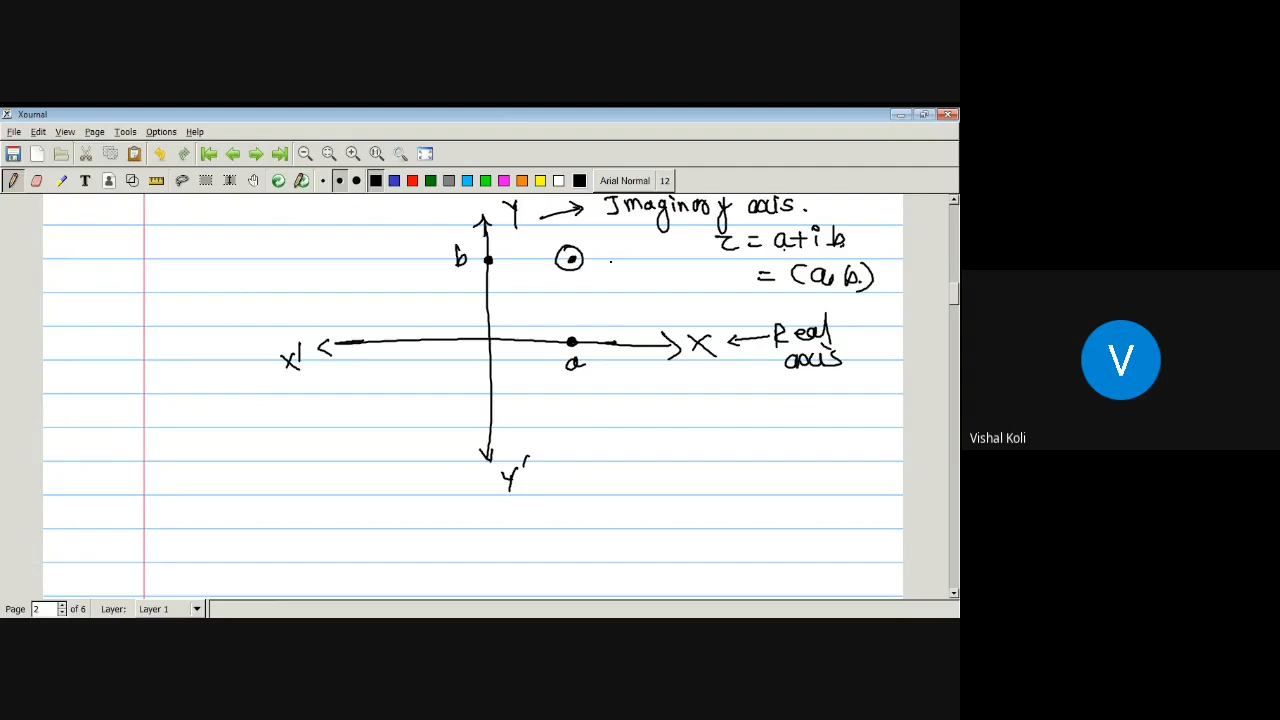 Xournal
File Edit View Page Tools Options Help
Arial Normal 12
Y → Imaginary axis.
z = a+ib
b
= (a, b)
X' X ← Real
axis
a
Y'
V
Vishal Koli
Page 2 of 6 Layer: Layer 1